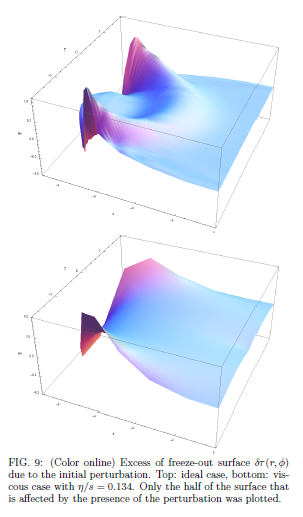 FIG. 9: (Color online) Excess of freeze-out surface δτ(r, ϕ)
due to the initial perturbation. Top: ideal case, bottom: vis-
cous case with η/s = 0.134. Only the half of the surface that
is affected by the presence of the perturbation was plotted.